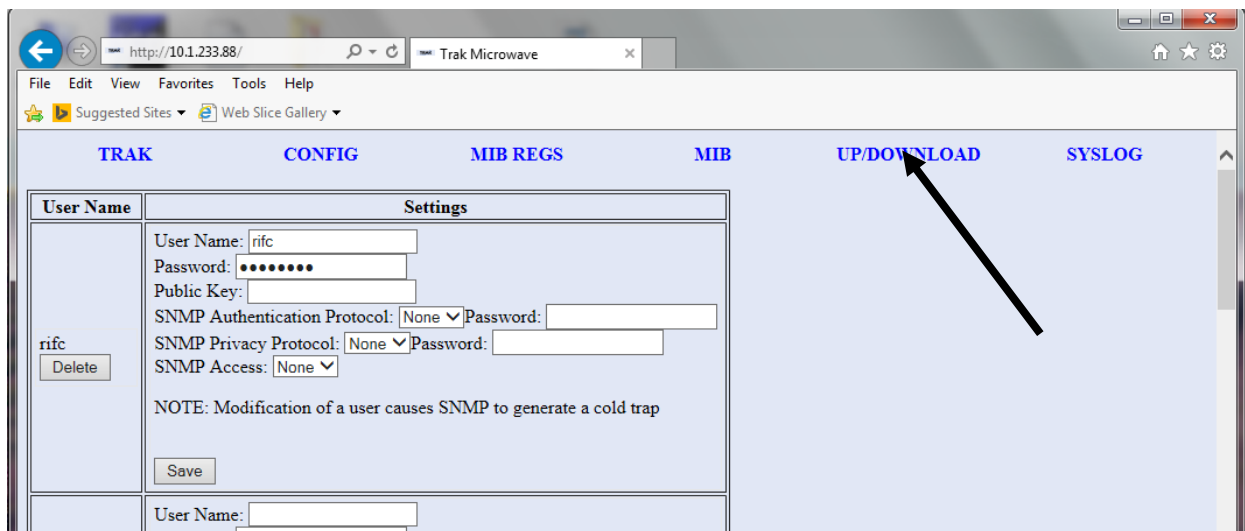 http://10.1.233.88/
Trak Microwave
File Edit View Favorites Tools Help
Suggested Sites Web Slice Gallery
TRAK CONFIG MIB REGS MIB UP/DOWNLOAD SYSLOG
User Name Settings
User Name: rifc
Password: ●●●●●●●●
Public Key:
SNMP Authentication Protocol: None Password:
rifc
SNMP Privacy Protocol: None Password:
Delete
SNMP Access: None
NOTE: Modification of a user causes SNMP to generate a cold trap
Save
User Name: